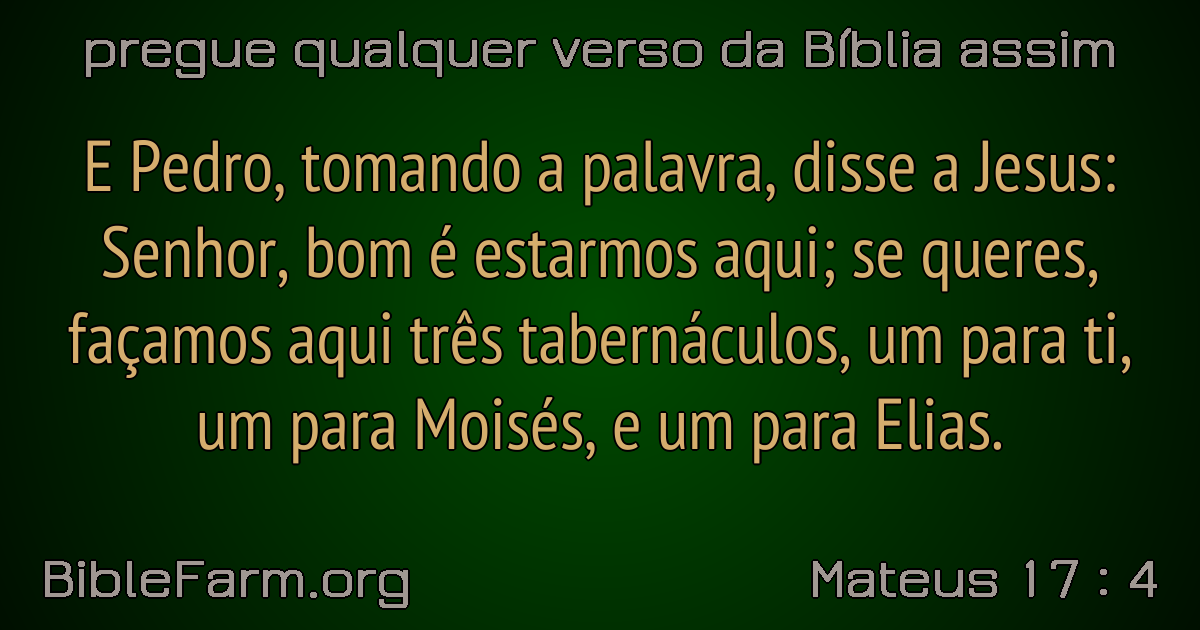 pregue qualquer verso da Bíblia assim
E Pedro, tomando a palavra, disse a Jesus:
Senhor, bom é estarmos aqui; se queres,
façamos aqui três tabernáculos, um para ti,
um para Moisés, e um para Elias.
BibleFarm.org
Mateus 17 : 4